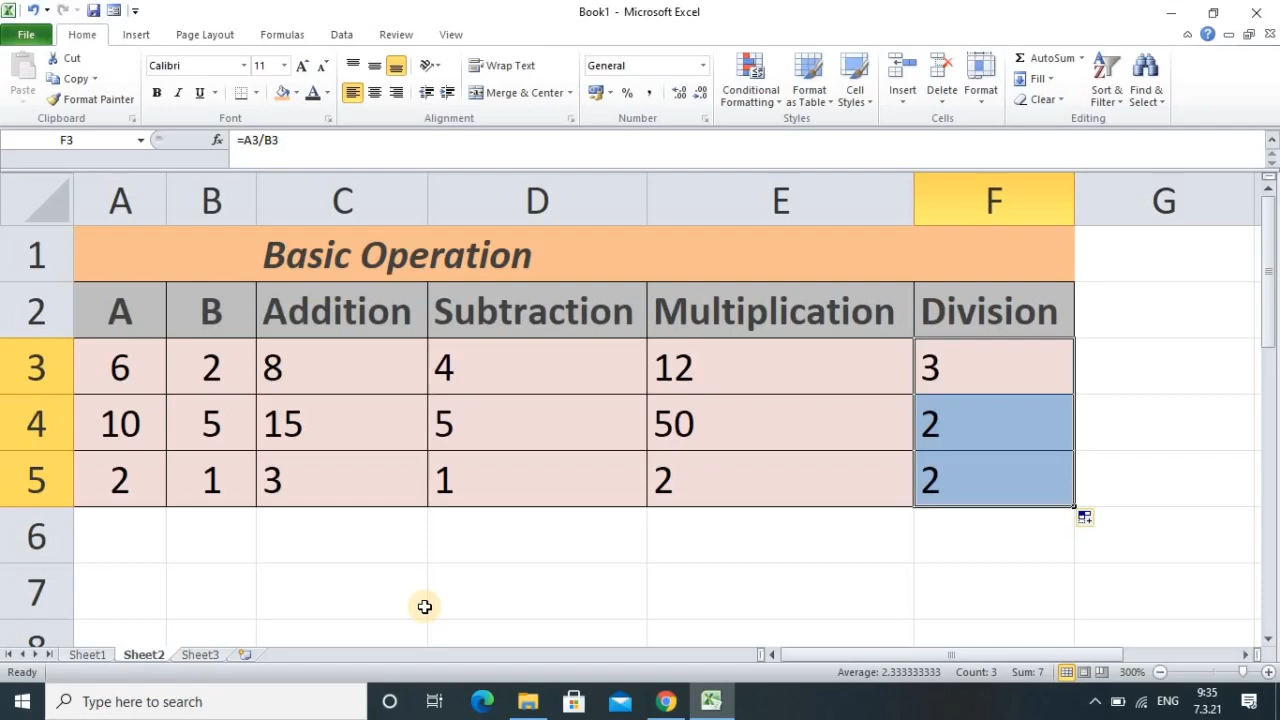 Book1 - Microsoft Excel
File Home Insert Page Layout Formulas Data Review View
Paste Cut Copy Format Painter Clipboard
Calibri 11 A A B I U A Font
Wrap Text Merge & Center Alignment
General % , Number
Conditional Formatting Format as Table Cell Styles Styles
Insert Delete Format Cells
Σ AutoSum Fill Clear Sort & Filter Find & Select Editing
F3 fx =A3/B3
A B C D E F G
1 Basic Operation
2 A B Addition Subtraction Multiplication Division
3 6 2 8 4 12 3
4 10 5 15 5 50 2
5 2 1 3 1 2 2
6
7
8
Sheet1 Sheet2 Sheet3
Ready Average: 2.333333333 Count: 3 Sum: 7 300%
Type here to search ENG 9:35
7.3.21